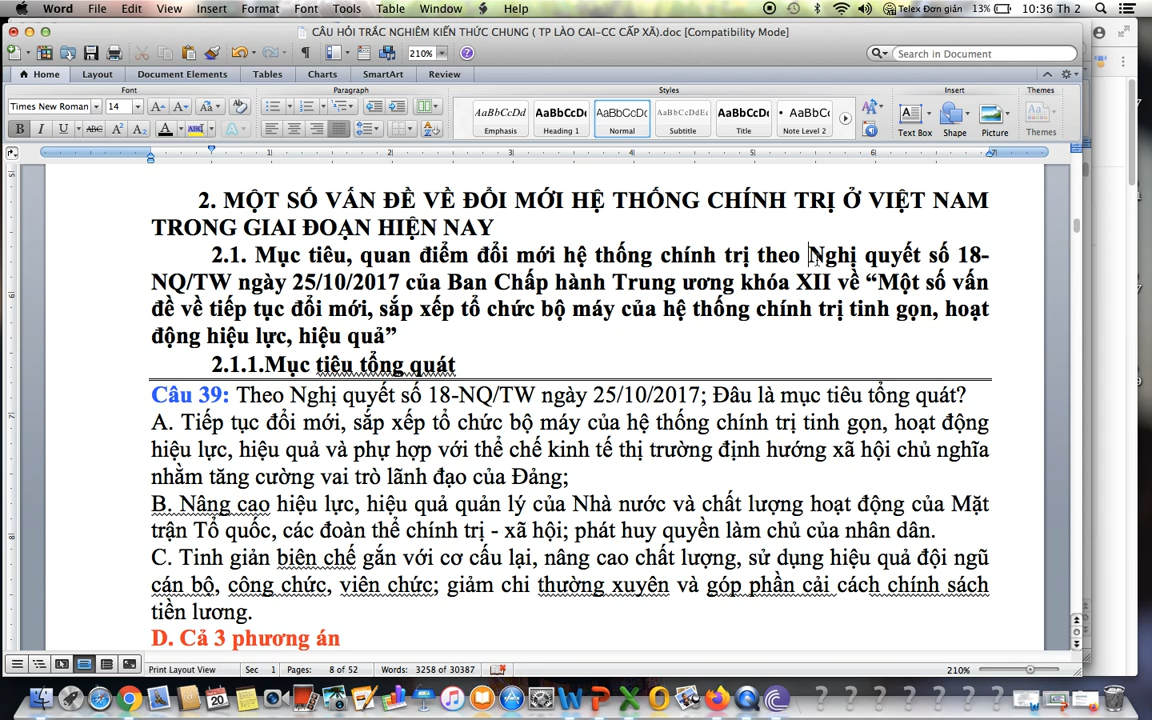 Word File Edit View Insert Format Font Tools Table Window Help Telex Đơn giản 13% 10:36 Th 2
CÂU HỎI TRẮC NGHIÊM KIẾN THỨC CHUNG ( TP LÀO CAI-CC CẤP XÃ).doc [Compatibility Mode]
210% Search in Document
Home Layout Document Elements Tables Charts SmartArt Review
Font Paragraph Styles Insert Themes
Times New Roman 14
AaBbCcDd AaBbCcDc AaBbCcDc AaBbCcDdEe AaBbCcDc • AaBbC
Emphasis Heading 1 Normal Subtitle Title Note Level 2 Text Box Shape Picture Themes
2. MỘT SỐ VẤN ĐỀ VỀ ĐỔI MỚI HỆ THỐNG CHÍNH TRỊ Ở VIỆT NAM
TRONG GIAI ĐOẠN HIỆN NAY
2.1. Mục tiêu, quan điểm đổi mới hệ thống chính trị theo Nghị quyết số 18-
NQ/TW ngày 25/10/2017 của Ban Chấp hành Trung ương khóa XII về “Một số vấn
đề về tiếp tục đổi mới, sắp xếp tổ chức bộ máy của hệ thống chính trị tinh gọn, hoạt
động hiệu lực, hiệu quả”
2.1.1.Mục tiêu tổng quát
Câu 39: Theo Nghị quyết số 18-NQ/TW ngày 25/10/2017; Đâu là mục tiêu tổng quát?
A. Tiếp tục đổi mới, sắp xếp tổ chức bộ máy của hệ thống chính trị tinh gọn, hoạt động
hiệu lực, hiệu quả và phự hợp với thể chế kinh tế thị trường định hướng xã hội chủ nghĩa
nhằm tăng cường vai trò lãnh đạo của Đảng;
B. Nâng cao hiệu lực, hiệu quả quản lý của Nhà nước và chất lượng hoạt động của Mặt
trận Tổ quốc, các đoàn thể chính trị - xã hội; phát huy quyền làm chủ của nhân dân.
C. Tinh giản biên chế gắn với cơ cấu lại, nâng cao chất lượng, sử dụng hiệu quả đội ngũ
cán bộ, công chức, viên chức; giảm chi thường xuyên và góp phần cải cách chính sách
tiền lương.
D. Cả 3 phương án
Print Layout View Sec 1 Pages: 8 of 52 Words: 3258 of 30387 210%